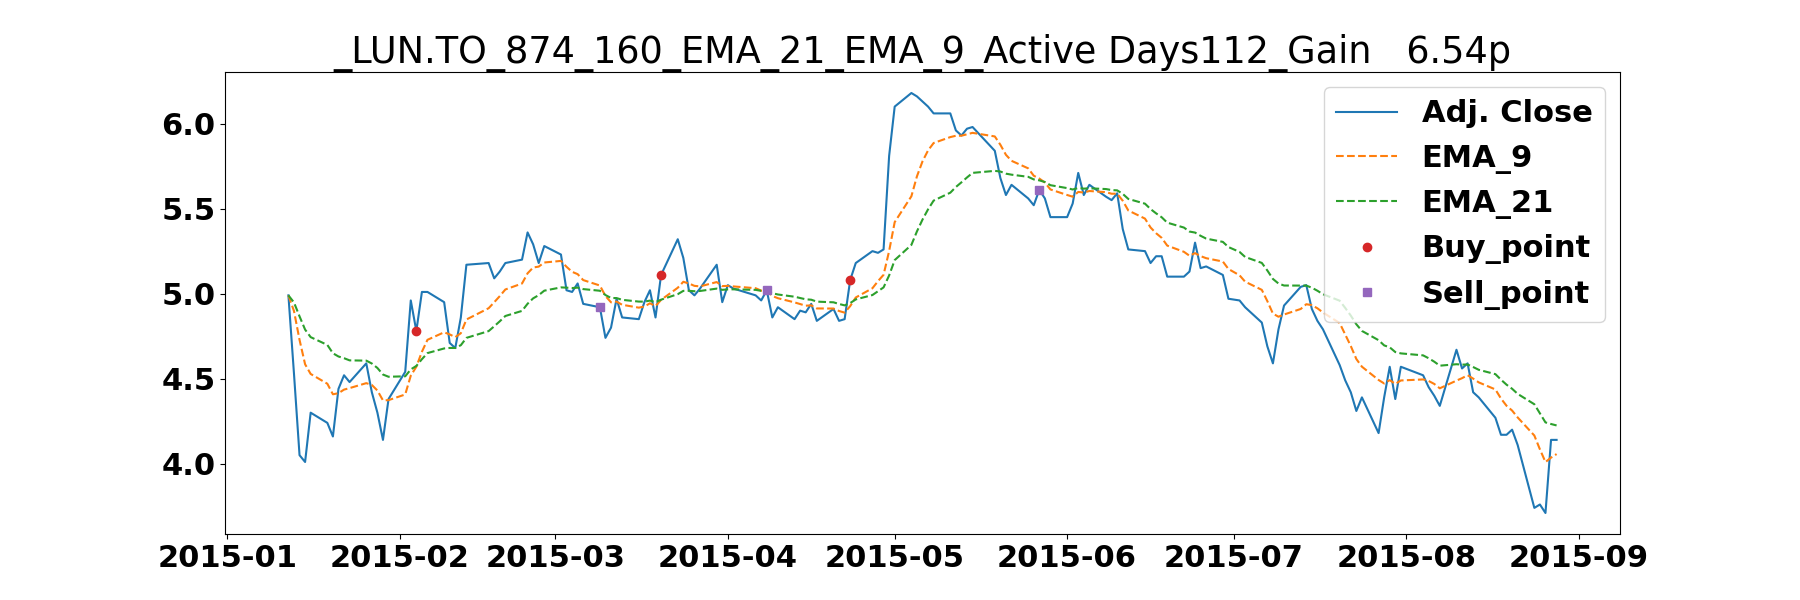 _LUN.TO_874_160_EMA_21_EMA_9_Active Days112_Gain   6.54p
Adj. Close
EMA_9
EMA_21
Buy_point
Sell_point
6.0
5.5
5.0
4.5
4.0
2015-01 2015-02 2015-03 2015-04 2015-05 2015-06 2015-07 2015-08 2015-09